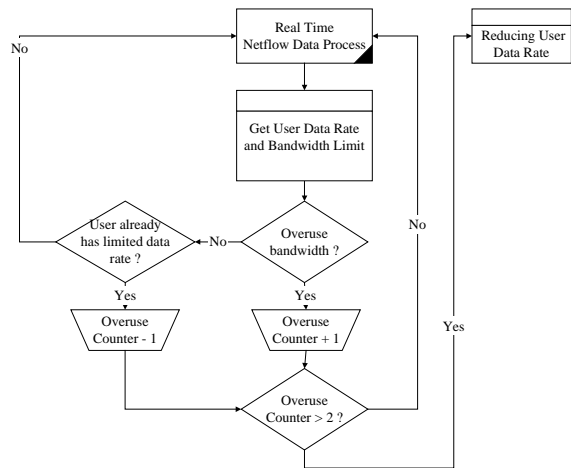 Real Time
Netflow Data Process
Reducing User
Data Rate
No
Get User Data Rate
and Bandwidth Limit
User already
has limited data
rate ?
No
Overuse
bandwidth ?
No
Yes
Yes
Overuse
Counter - 1
Overuse
Counter + 1
Yes
Overuse
Counter > 2 ?